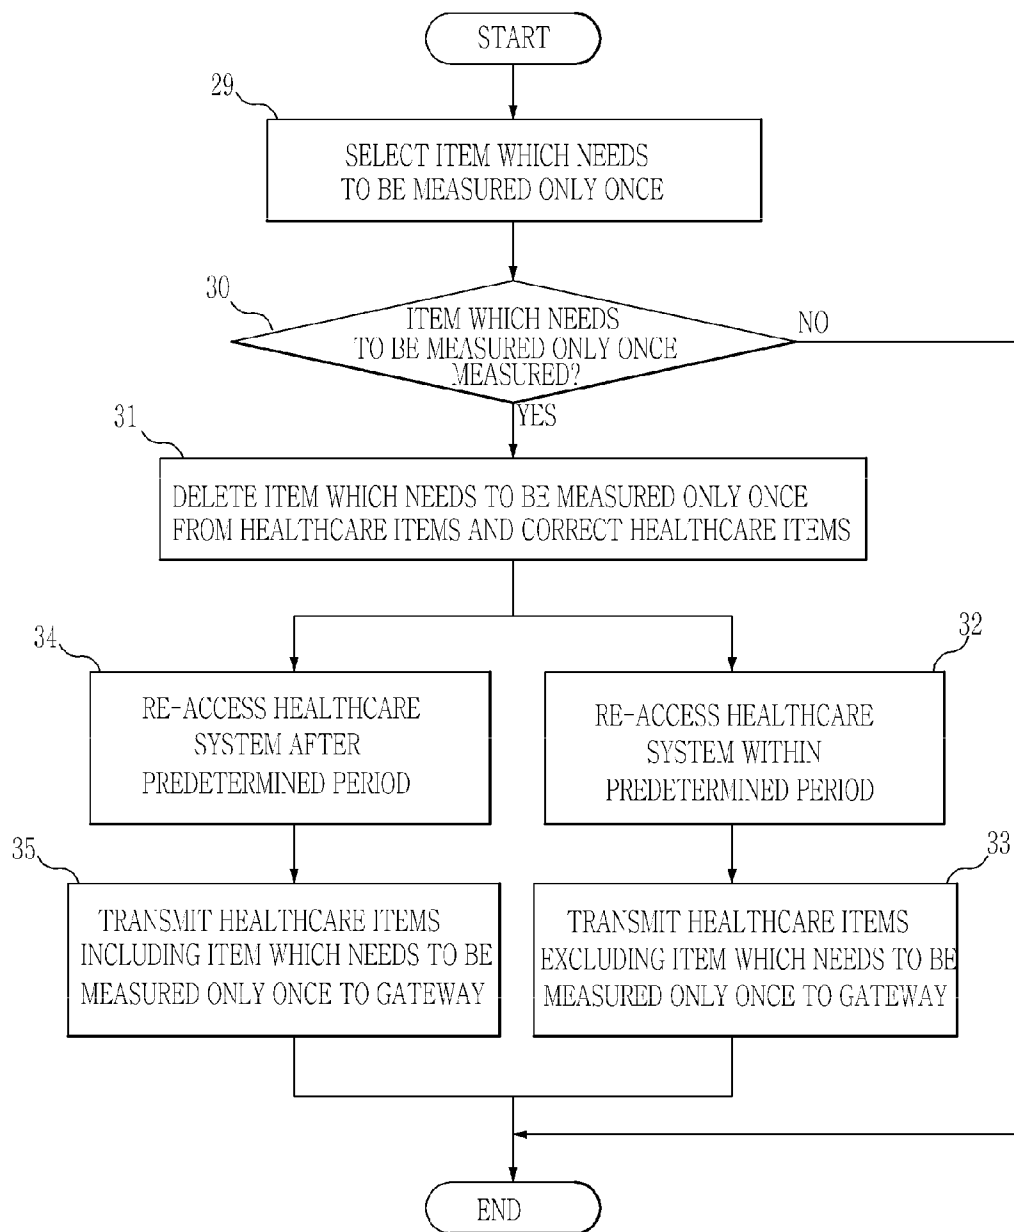 START
29
SELECT ITEM WHICH NEEDS
TO BE MEASURED ONLY ONCE
30
ITEM WHICH NEEDS
TO BE MEASURED ONLY ONCE
MEASURED?
NO
YES
31
DELETE ITEM WHICH NEEDS TO BE MEASURED ONLY ONCE
FROM HEALTHCARE ITEMS AND CORRECT HEALTHCARE ITEMS
34
RE-ACCESS HEALTHCARE
SYSTEM AFTER
PREDETERMINED PERIOD
32
RE-ACCESS HEALTHCARE
SYSTEM WITHIN
PREDETERMINED PERIOD
35
TRANSMIT HEALTHCARE ITEMS
INCLUDING ITEM WHICH NEEDS TO BE
MEASURED ONLY ONCE TO GATEWAY
33
TRANSMIT HEALTHCARE ITEMS
EXCLUDING ITEM WHICH NEEDS TO BE
MEASURED ONLY ONCE TO GATEWAY
END